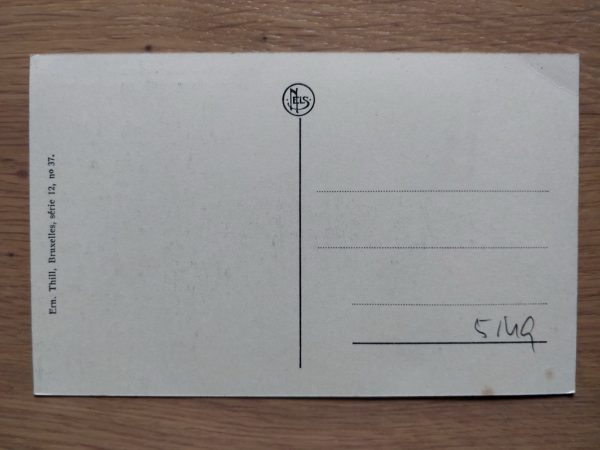 Ern. Thill, Bruxelles, série 12, nº 37.
NELS